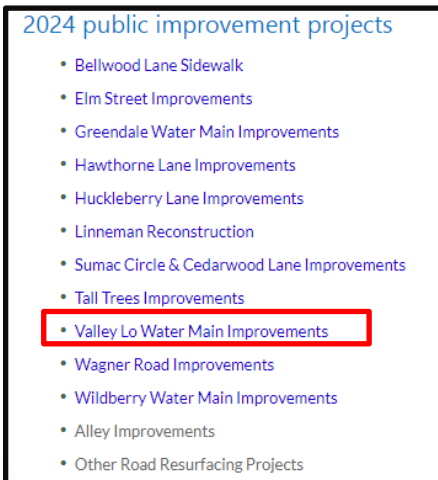 2024 public improvement projects
• Bellwood Lane Sidewalk
• Elm Street Improvements
• Greendale Water Main Improvements
• Hawthorne Lane Improvements
• Huckleberry Lane Improvements
• Linneman Reconstruction
• Sumac Circle & Cedarwood Lane Improvements
• Tall Trees Improvements
• Valley Lo Water Main Improvements
• Wagner Road Improvements
• Wildberry Water Main Improvements
• Alley Improvements
• Other Road Resurfacing Projects